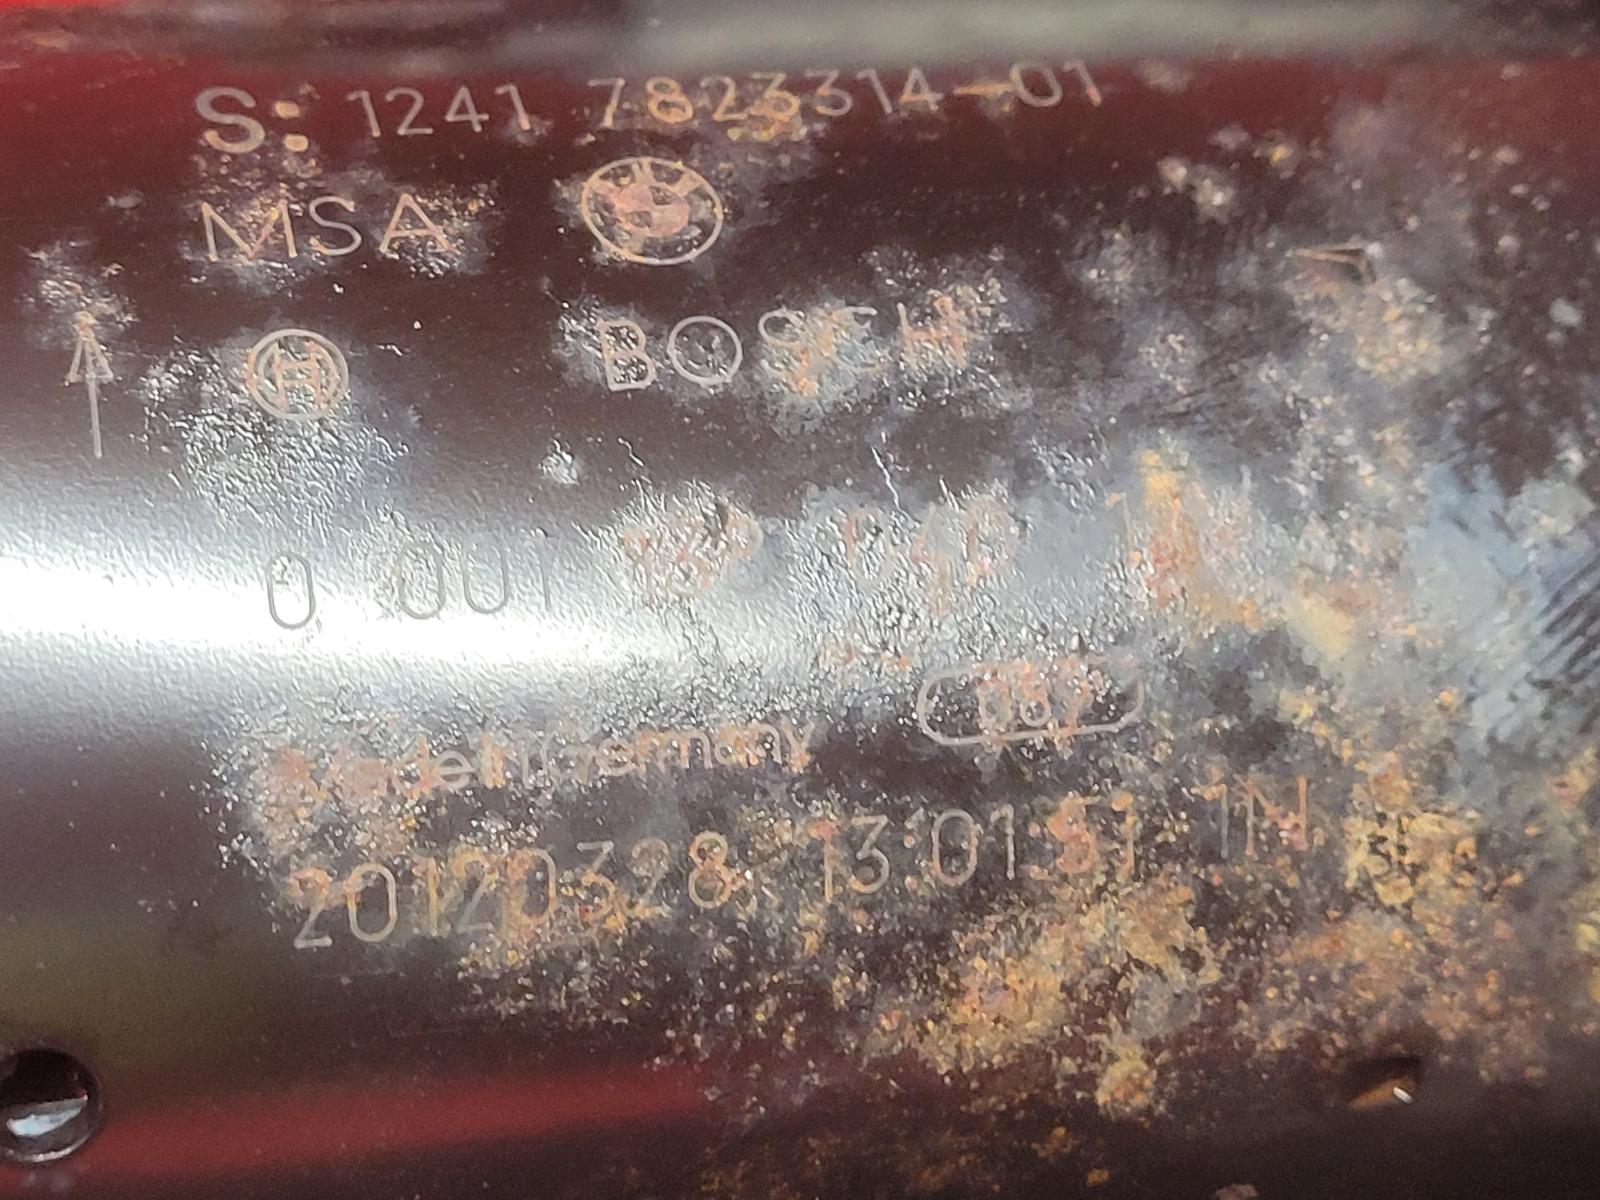 S: 1241 7823314-01
MSA
BOSCH
0 001
Made in Germany
20120328 13:01:51 1N